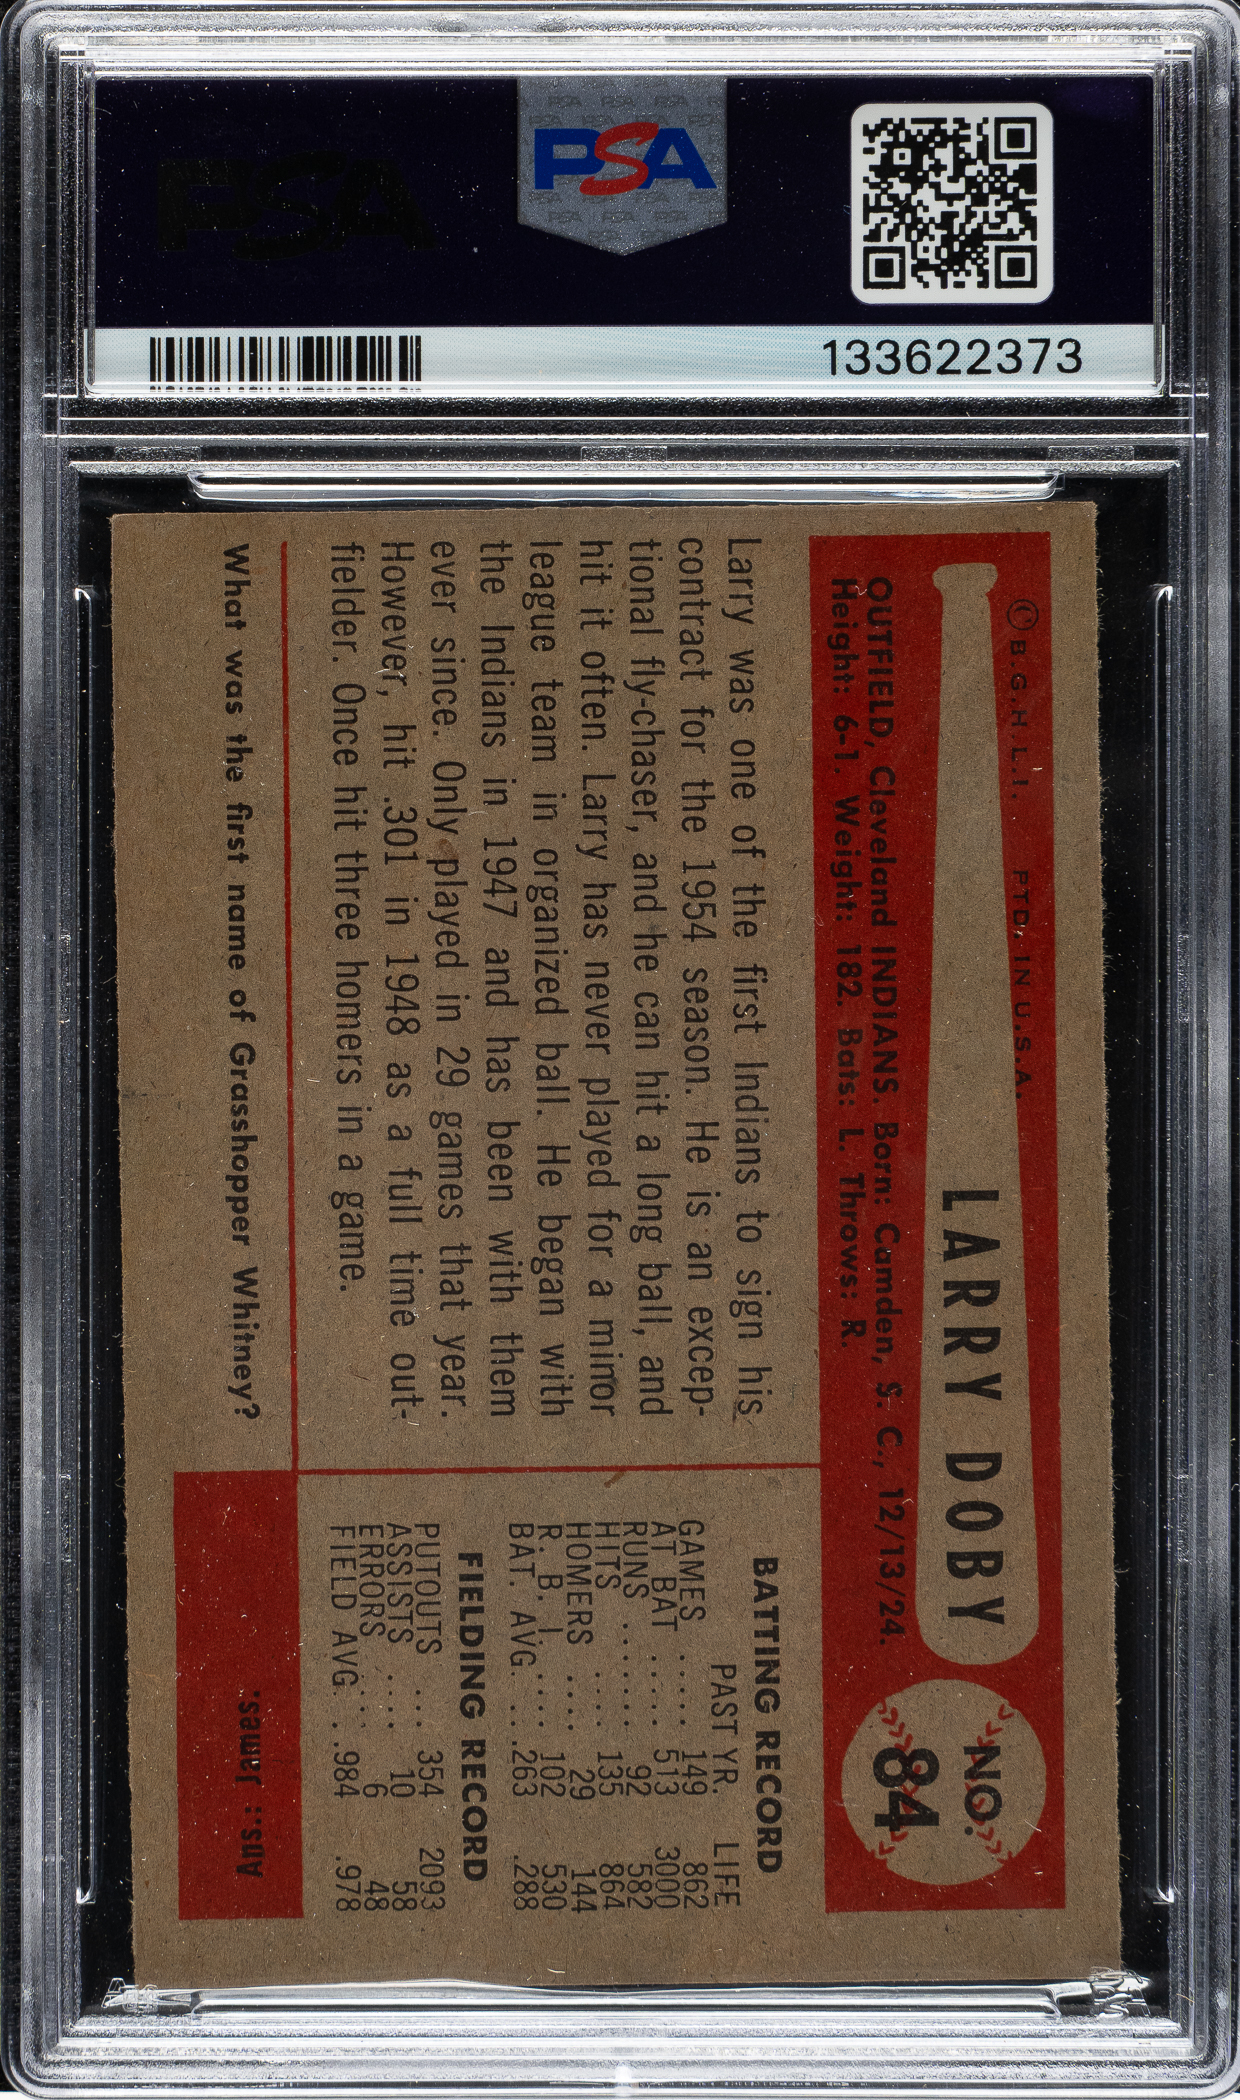 PSA
PSA
133622373
© B.G.H.L.I. PTD. IN U.S.A.
LARRY DOBY
NO.
84
OUTFIELD, Cleveland INDIANS. Born: Camden, S. C., 12/13/24.
Height: 6-1. Weight: 182. Bats: L. Throws: R.
Larry was one of the first Indians to sign his
contract for the 1954 season. He is an excep-
tional fly-chaser, and he can hit a long ball, and
hit it often. Larry has never played for a minor
league team in organized ball. He began with
the Indians in 1947 and has been with them
ever since. Only played in 29 games that year.
However, hit .301 in 1948 as a full time out-
fielder. Once hit three homers in a game.
BATTING RECORD
PAST YR. LIFE
GAMES ..... 149 862
AT BAT ..... 513 3000
RUNS ....... 92 582
HITS .... 135 864
HOMERS .... 29 144
R. B. I. .... 102 530
BAT. AVG. ... .263 .288
FIELDING RECORD
PUTOUTS ... 354 2093
ASSISTS .... 10 58
ERRORS .... 6 48
FIELD AVG. .. .984 .978
What was the first name of Grasshopper Whitney?
Ans.: James.